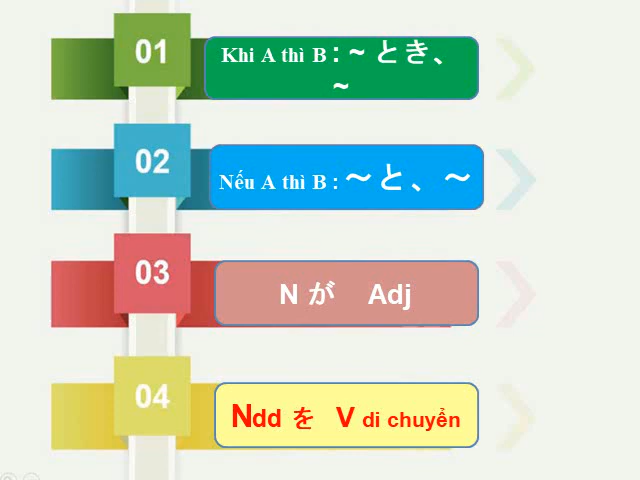 01
Khi A thì B : ~ とき、
~
02
Nếu A thì B : ～ と 、 ～
03
N が Adj
04
Ndd を V di chuyển